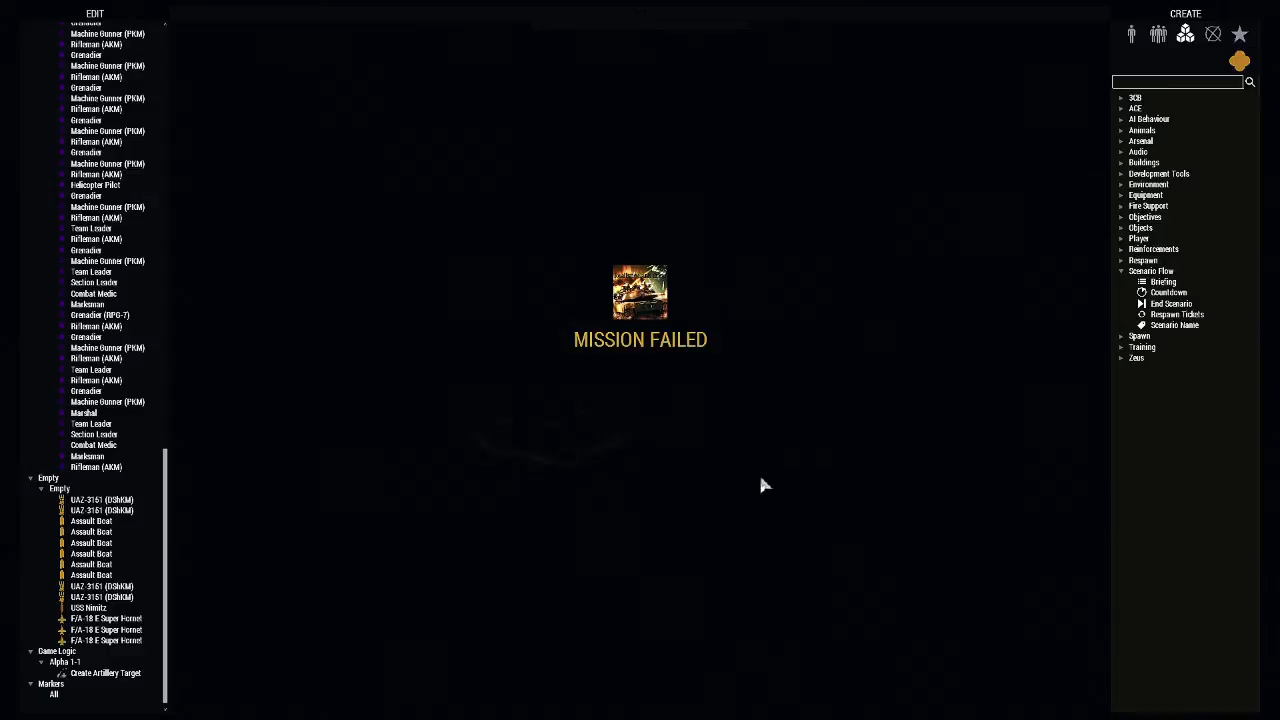 EDIT
Grenadier
Machine Gunner (PKM)
Rifleman (AKM)
Grenadier
Machine Gunner (PKM)
Rifleman (AKM)
Grenadier
Machine Gunner (PKM)
Rifleman (AKM)
Grenadier
Machine Gunner (PKM)
Rifleman (AKM)
Grenadier
Machine Gunner (PKM)
Rifleman (AKM)
Helicopter Pilot
Grenadier
Machine Gunner (PKM)
Rifleman (AKM)
Team Leader
Rifleman (AKM)
Grenadier
Machine Gunner (PKM)
Team Leader
Section Leader
Combat Medic
Marksman
Grenadier (RPG-7)
Rifleman (AKM)
Grenadier
Machine Gunner (PKM)
Rifleman (AKM)
Team Leader
Rifleman (AKM)
Grenadier
Machine Gunner (PKM)
Marshal
Team Leader
Section Leader
Combat Medic
Marksman
Rifleman (AKM)
Empty
Empty
UAZ-3151 (DShKM)
UAZ-3151 (DShKM)
Assault Boat
Assault Boat
Assault Boat
Assault Boat
Assault Boat
Assault Boat
UAZ-3151 (DShKM)
UAZ-3151 (DShKM)
USS Nimitz
F/A-18 E Super Hornet
F/A-18 E Super Hornet
F/A-18 E Super Hornet
Game Logic
Alpha 1-1
Create Artillery Target
Markers
All
MISSION FAILED
CREATE
3CB
ACE
AI Behaviour
Animals
Arsenal
Audio
Buildings
Development Tools
Environment
Equipment
Fire Support
Objectives
Objects
Player
Reinforcements
Respawn
Scenario Flow
Briefing
Countdown
End Scenario
Respawn Tickets
Scenario Name
Spawn
Training
Zeus